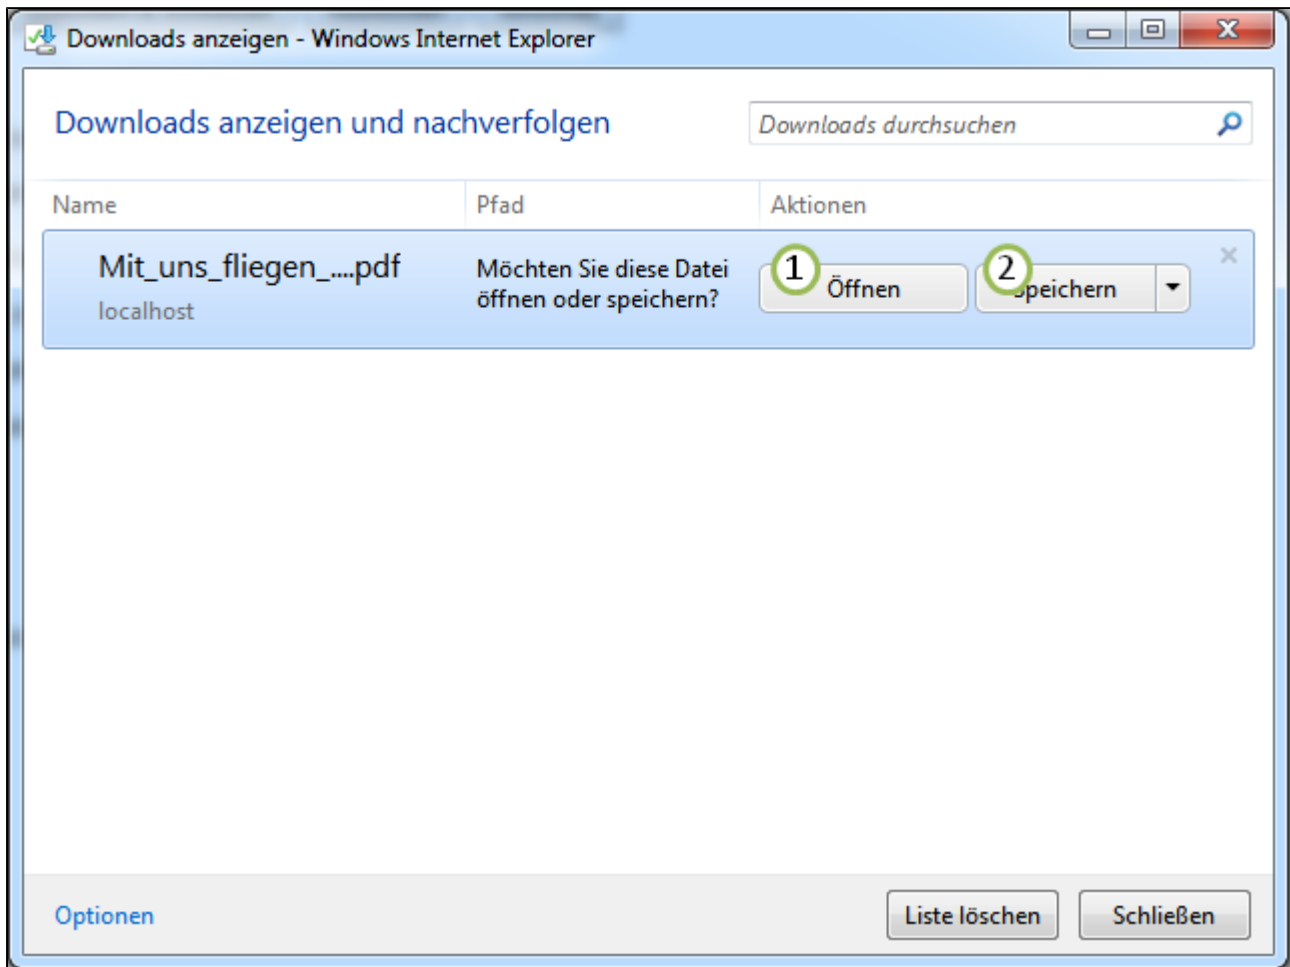 Downloads anzeigen - Windows Internet Explorer
Downloads anzeigen und nachverfolgen
Downloads durchsuchen
Name Pfad Aktionen
Mit_uns_fliegen_....pdf
localhost
Möchten Sie diese Datei
öffnen oder speichern?
1 Öffnen
2 Speichern
Optionen
Liste löschen
Schließen